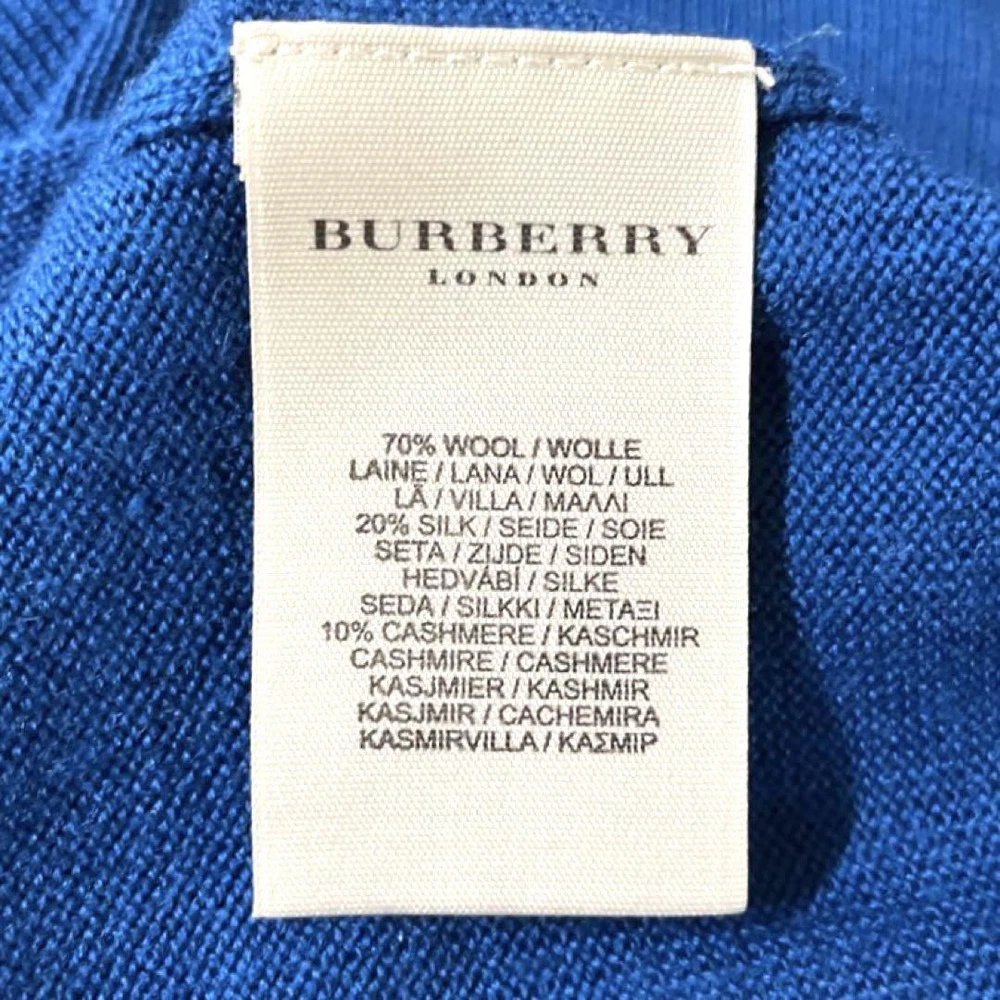 BURBERRY
LONDON
70% WOOL / WOLLE
LAINE / LANA / WOL / ULL
LÃ / VILLA / ΜΑΛΛΙ
20% SILK / SEIDE / SOIE
SETA / ZIJDE / SIDEN
HEDVÁBÍ / SILKE
SEDA / SILKKI / ΜΕΤΑΞΙ
10% CASHMERE / KASCHMIR
CASHMIRE / CASHMERE
KASJMIER / KASHMIR
KASJMIR / CACHEMIRA
KASMIRVILLA / ΚΑΣΜΙΡ